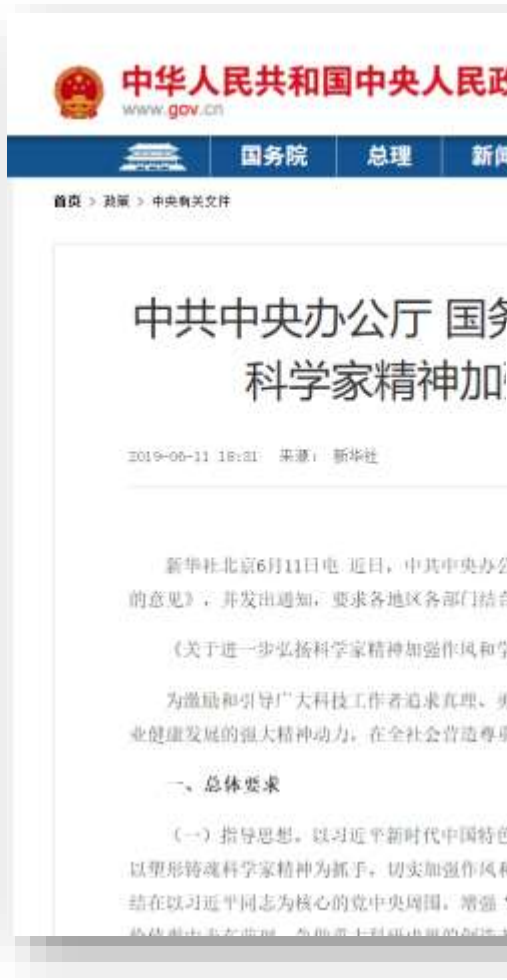 中华人民共和国中央人民政
www.gov.cn
国务院 总理 新闻
首页 > 政策 > 中央有关文件
中共中央办公厅 国务
科学家精神加强
2019-06-11 18:31 来源： 新华社
新华社北京6月11日电 近日，中共中央办公
的意见》，并发出通知，要求各地区各部门结合
《关于进一步弘扬科学家精神加强作风和学
为激励和引导广大科技工作者追求真理、勇
业健康发展的强大精神动力，在全社会营造尊重
一、总体要求
（一）指导思想。以习近平新时代中国特色
以塑形铸魂科学家精神为抓手，切实加强作风和
结在以习近平同志为核心的党中央周围，增强“